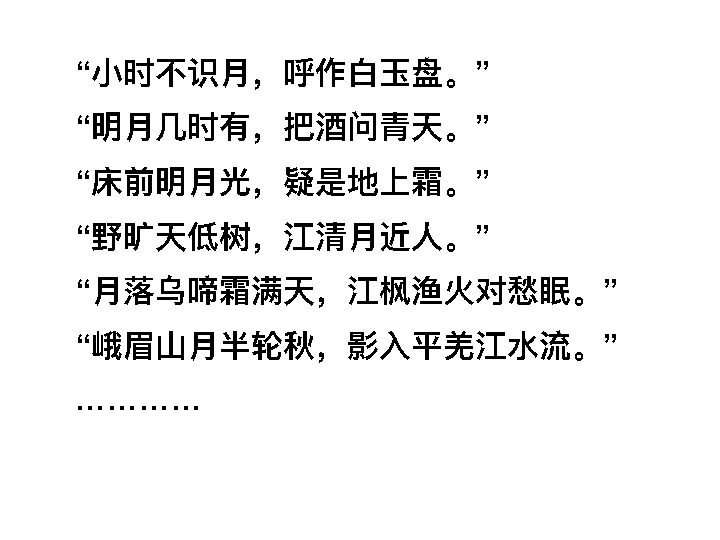 “小时不识月，呼作白玉盘。”
“明月几时有，把酒问青天。”
“床前明月光，疑是地上霜。”
“野旷天低树，江清月近人。”
“月落乌啼霜满天，江枫渔火对愁眠。”
“峨眉山月半轮秋，影入平羌江水流。”
…………